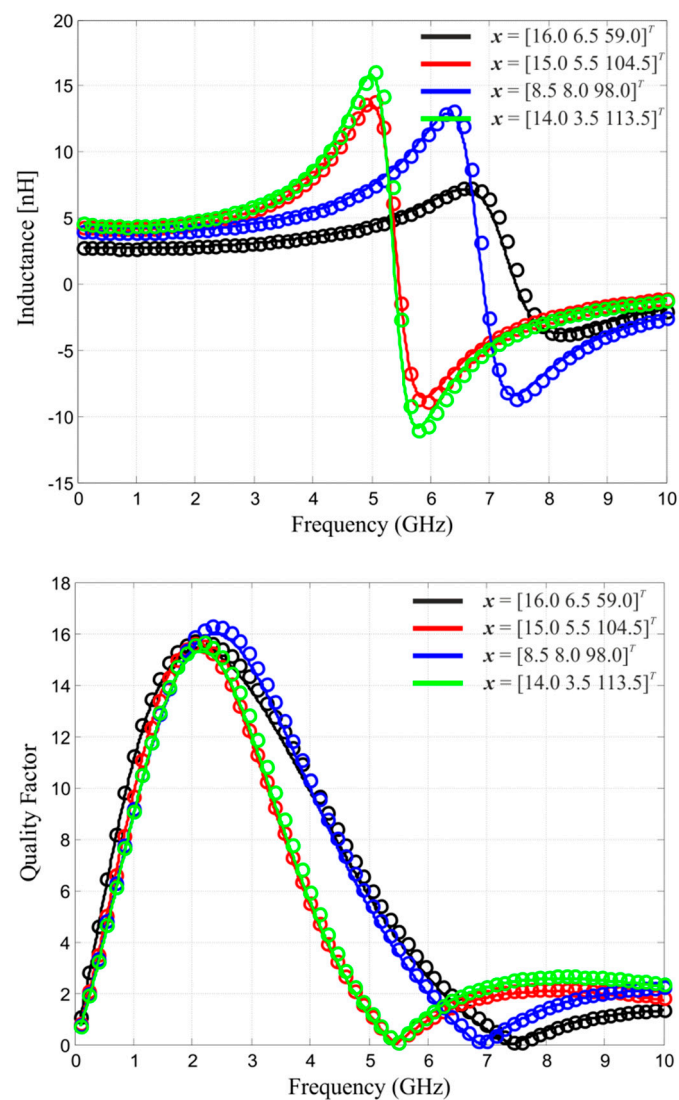 20
15
10
5
0
-5
-10
-15
Inductance [nH]
x = [16.0 6.5 59.0]ᵀ
x = [15.0 5.5 104.5]ᵀ
x = [8.5 8.0 98.0]ᵀ
x = [14.0 3.5 113.5]ᵀ
0 1 2 3 4 5 6 7 8 9 10
Frequency (GHz)
18
16
14
12
10
8
6
4
2
0
Quality Factor
x = [16.0 6.5 59.0]ᵀ
x = [15.0 5.5 104.5]ᵀ
x = [8.5 8.0 98.0]ᵀ
x = [14.0 3.5 113.5]ᵀ
0 1 2 3 4 5 6 7 8 9 10
Frequency (GHz)